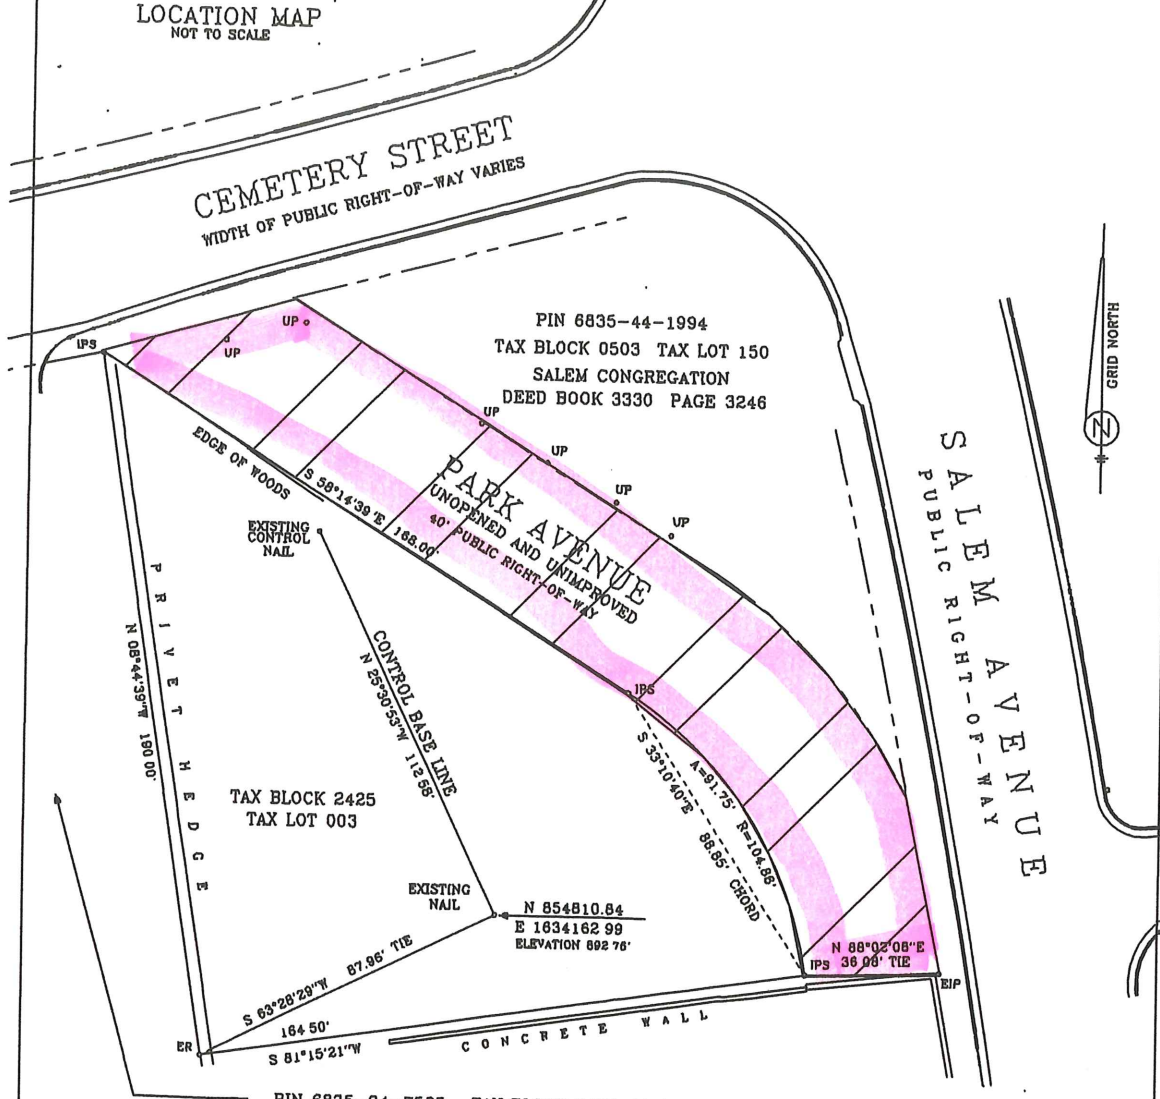 LOCATION MAP
NOT TO SCALE
CEMETERY STREET
WIDTH OF PUBLIC RIGHT-OF-WAY VARIES
IPS
UP
UP
PIN 6835-44-1994
TAX BLOCK 0503 TAX LOT 150
SALEM CONGREGATION
DEED BOOK 3330 PAGE 3246
GRID NORTH
N
UP
UP
UP
UP
EDGE OF WOODS
S 58°14'39"E 168.00'
PARK AVENUE
UNOPENED AND UNIMPROVED
40' PUBLIC RIGHT-OF-WAY
SALEM AVENUE
PUBLIC RIGHT-OF-WAY
EXISTING
CONTROL
NAIL
PRIVET HEDGE
N 08°44'39"W 190 00'
CONTROL BASE LINE
N 25°30'53"W 112 58'
IPS
S 33°10'40"E 88.85' CHORD
A=91.75' R=104.86'
TAX BLOCK 2425
TAX LOT 003
EXISTING
NAIL
N 854810.84
E 1634162 99
ELEVATION 892 76'
N 88°02'08"E
IPS 36 08' TIE
EIP
S 63°28'29"W 87.96' TIE
ER
164 50'
S 81°15'21"W
CONCRETE WALL